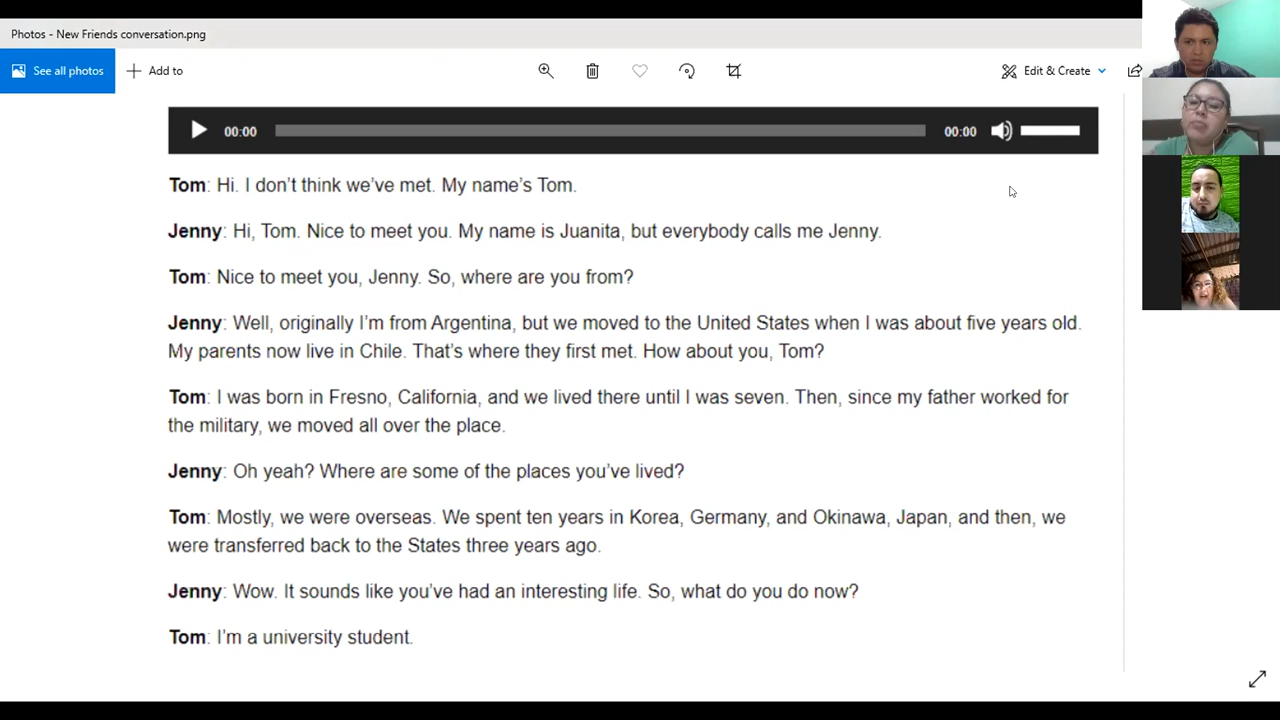 Photos - New Friends conversation.png
See all photos
Add to
Edit & Create
00:00
00:00
Tom: Hi. I don’t think we’ve met. My name’s Tom.
Jenny: Hi, Tom. Nice to meet you. My name is Juanita, but everybody calls me Jenny.
Tom: Nice to meet you, Jenny. So, where are you from?
Jenny: Well, originally I’m from Argentina, but we moved to the United States when I was about five years old.
My parents now live in Chile. That’s where they first met. How about you, Tom?
Tom: I was born in Fresno, California, and we lived there until I was seven. Then, since my father worked for
the military, we moved all over the place.
Jenny: Oh yeah? Where are some of the places you’ve lived?
Tom: Mostly, we were overseas. We spent ten years in Korea, Germany, and Okinawa, Japan, and then, we
were transferred back to the States three years ago.
Jenny: Wow. It sounds like you’ve had an interesting life. So, what do you do now?
Tom: I’m a university student.